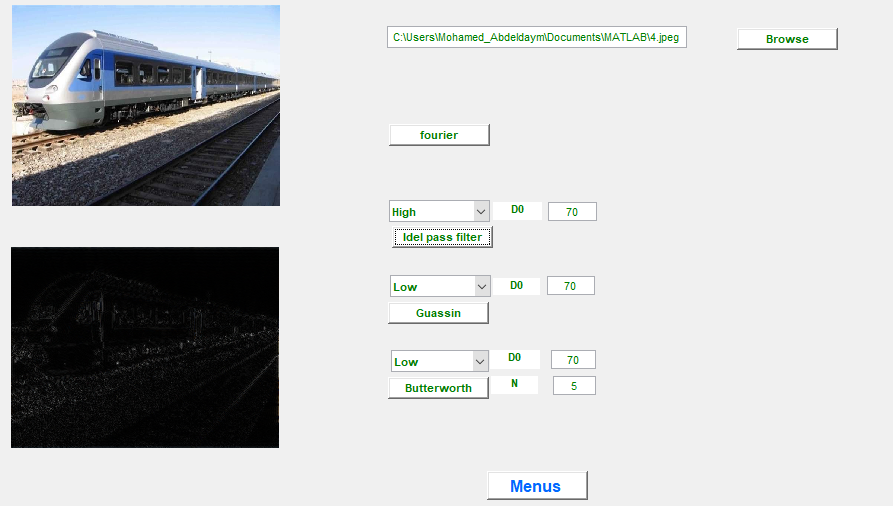 C:\Users\Mohamed_Abdeldaym\Documents\MATLAB\4.jpeg
Browse
fourier
High
D0
70
Idel pass filter
Low
D0
70
Guassin
Low
D0
70
Butterworth
N
5
Menus